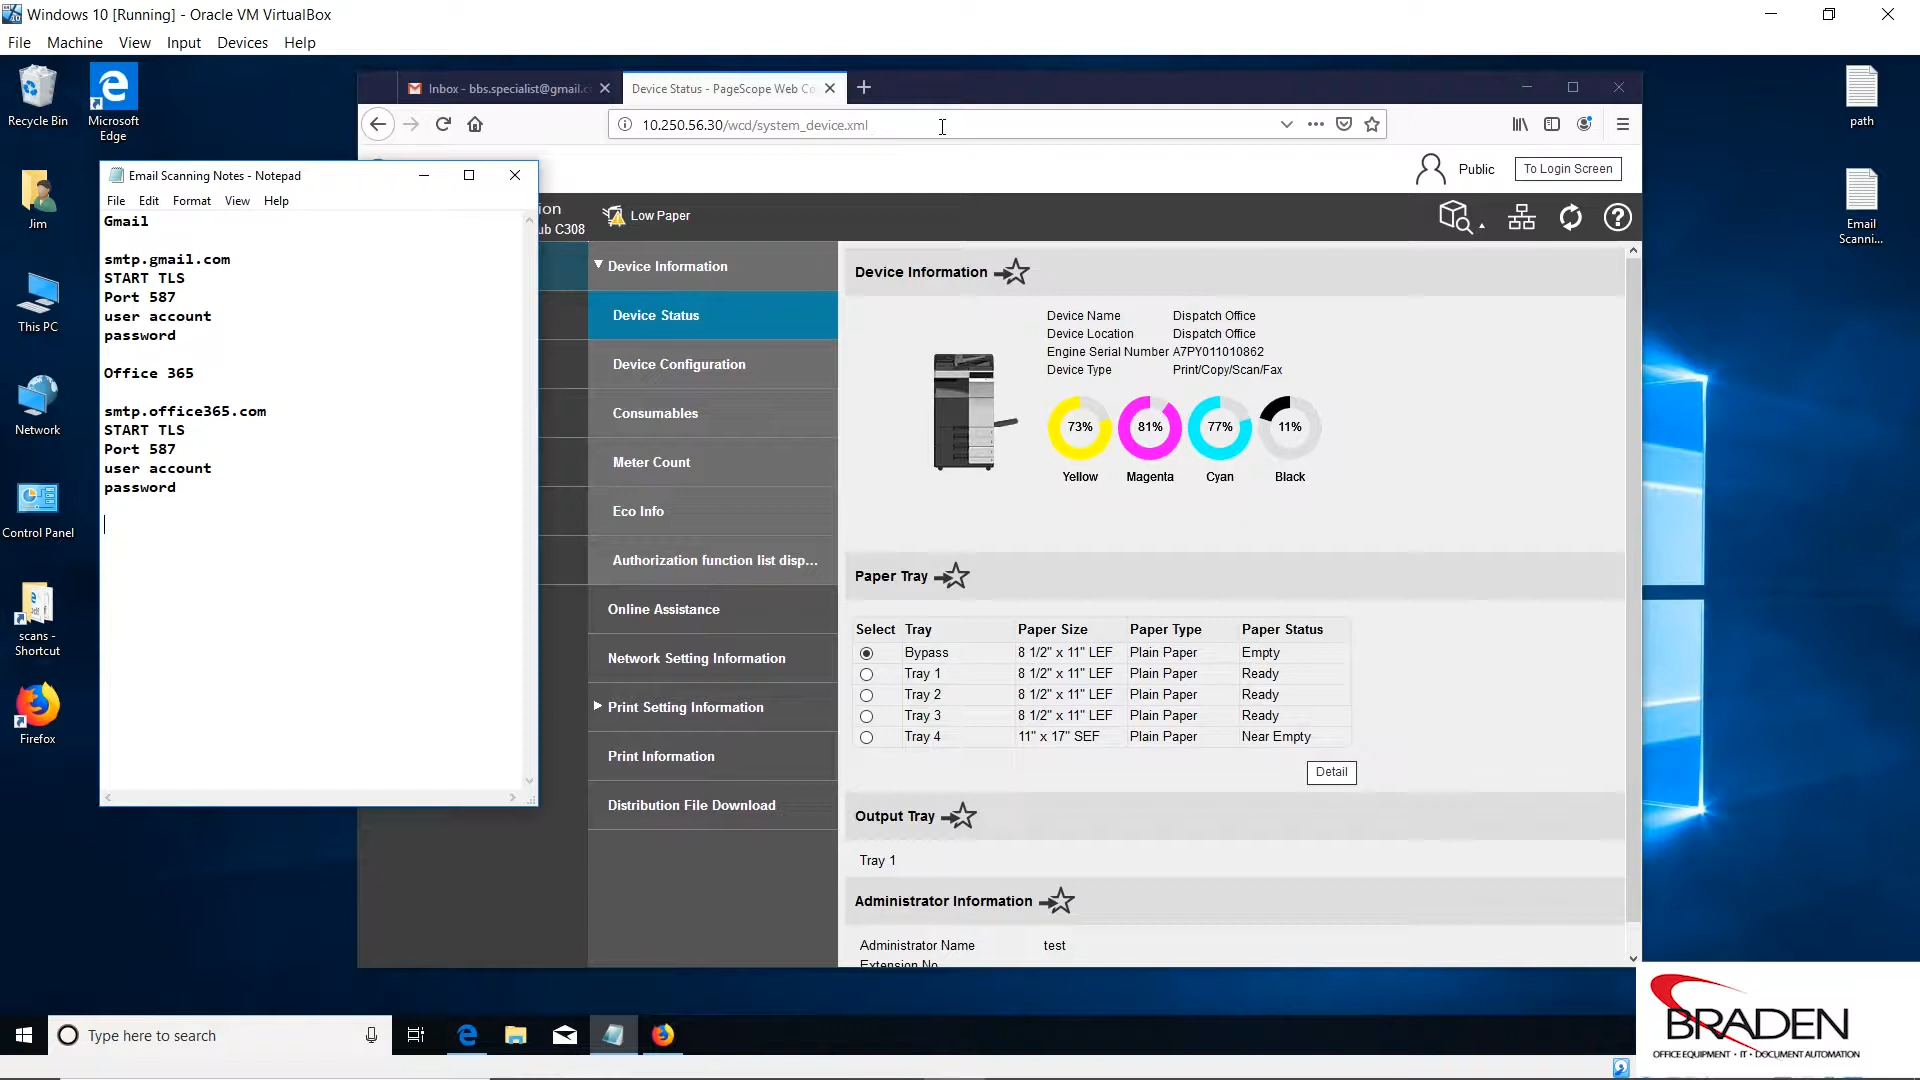 Windows 10 [Running] - Oracle VM VirtualBox
File Machine View Input Devices Help
Recycle Bin
Microsoft
Edge
Jim
This PC
Network
Control Panel
scans -
Shortcut
Firefox
path
Email
Scanni...
Inbox - bbs.specialist@gmail.c
Device Status - PageScope Web Co
10.250.56.30/wcd/system_device.xml
Public
To Login Screen
Email Scanning Notes - Notepad
File Edit Format View Help
Gmail
smtp.gmail.com
START TLS
Port 587
user account
password
Office 365
smtp.office365.com
START TLS
Port 587
user account
password
ion
ub C308
Low Paper
Device Information
Device Status
Device Configuration
Consumables
Meter Count
Eco Info
Authorization function list disp...
Online Assistance
Network Setting Information
Print Setting Information
Print Information
Distribution File Download
Device Information
Device Name Dispatch Office
Device Location Dispatch Office
Engine Serial Number A7PY011010862
Device Type Print/Copy/Scan/Fax
73% 81% 77% 11%
Yellow Magenta Cyan Black
Paper Tray
Select Tray Paper Size Paper Type Paper Status
Bypass 8 1/2" x 11" LEF Plain Paper Empty
Tray 1 8 1/2" x 11" LEF Plain Paper Ready
Tray 2 8 1/2" x 11" LEF Plain Paper Ready
Tray 3 8 1/2" x 11" LEF Plain Paper Ready
Tray 4 11" x 17" SEF Plain Paper Near Empty
Detail
Output Tray
Tray 1
Administrator Information
Administrator Name test
Extension No.
Type here to search
BRADEN
OFFICE EQUIPMENT • IT • DOCUMENT AUTOMATION